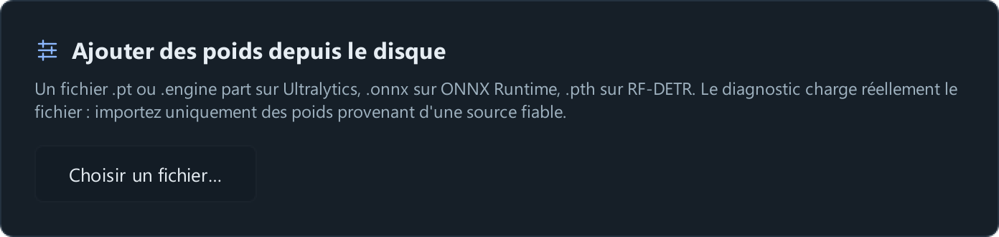 Ajouter des poids depuis le disque
Un fichier .pt ou .engine part sur Ultralytics, .onnx sur ONNX Runtime, .pth sur RF-DETR. Le diagnostic charge réellement le
fichier : importez uniquement des poids provenant d'une source fiable.
Choisir un fichier...